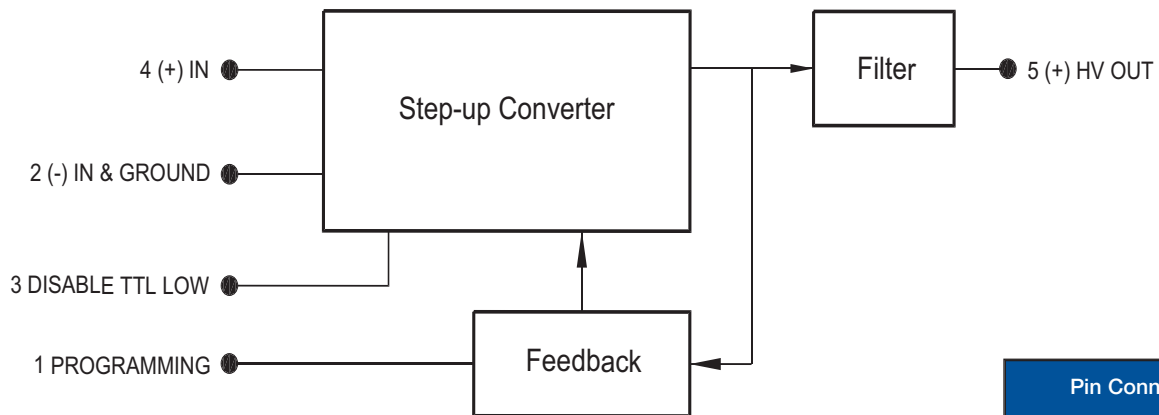 4 (+) IN
Step-up Converter
Filter
5 (+) HV OUT
2 (-) IN & GROUND
3 DISABLE TTL LOW
1 PROGRAMMING
Feedback
Pin Conn